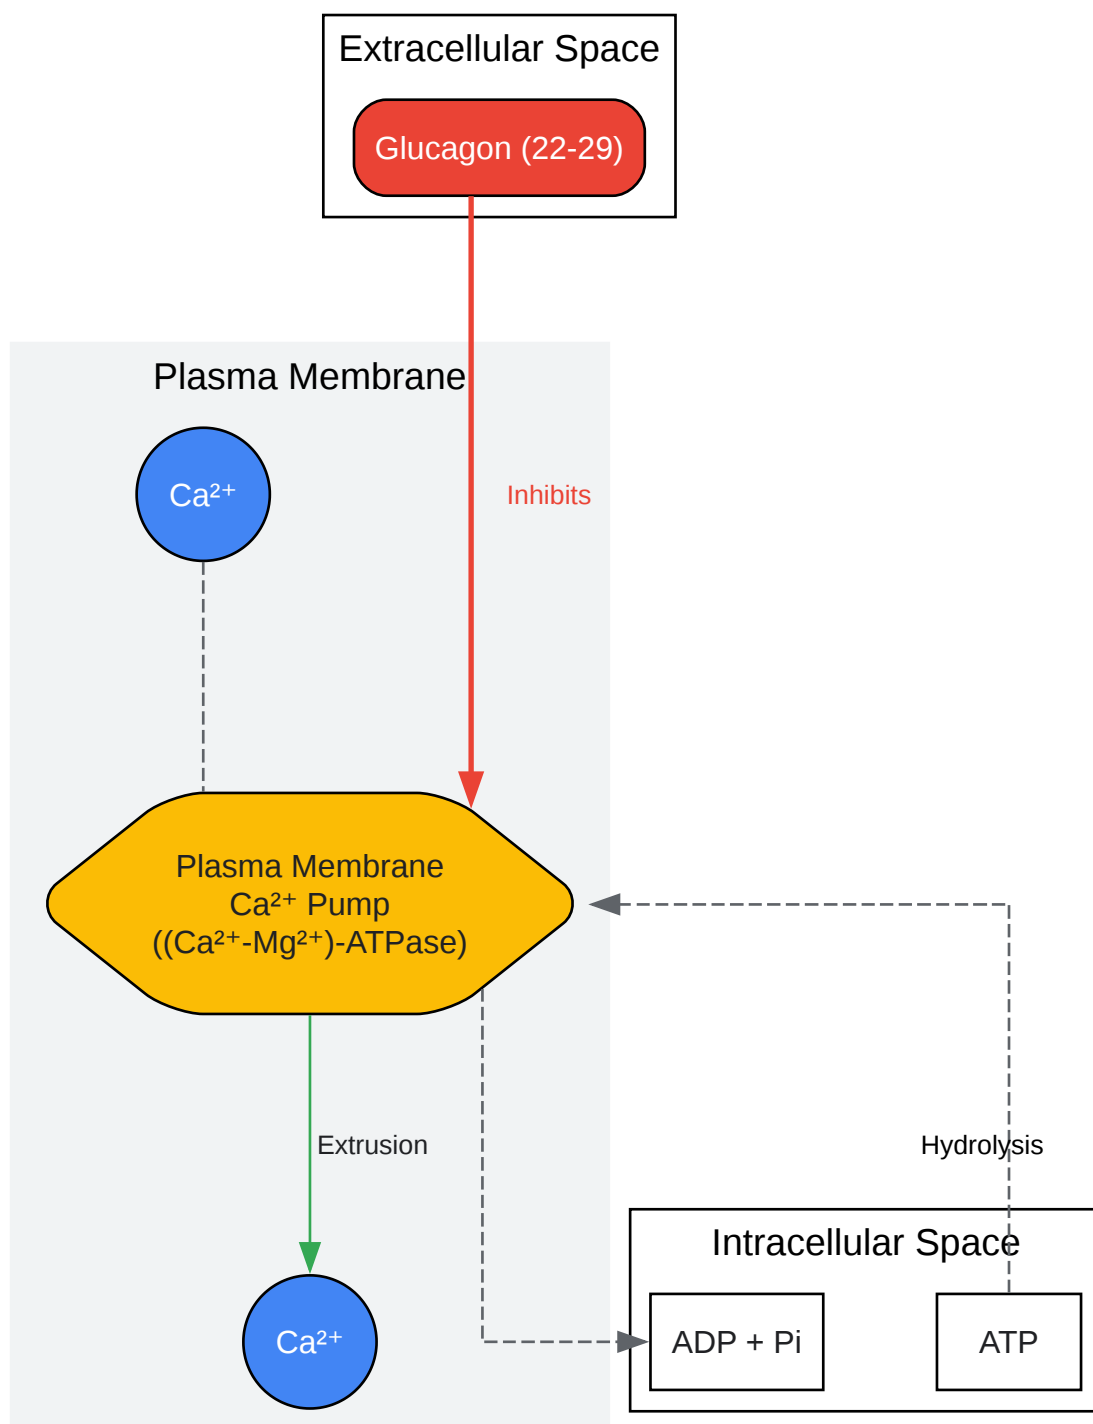 Extracellular Space
Glucagon (22-29)
Plasma Membrane
Ca²⁺
Inhibits
Plasma Membrane
Ca²⁺ Pump
((Ca²⁺-Mg²⁺)-ATPase)
Extrusion
Hydrolysis
Intracellular Space
Ca²⁺
ADP + Pi
ATP